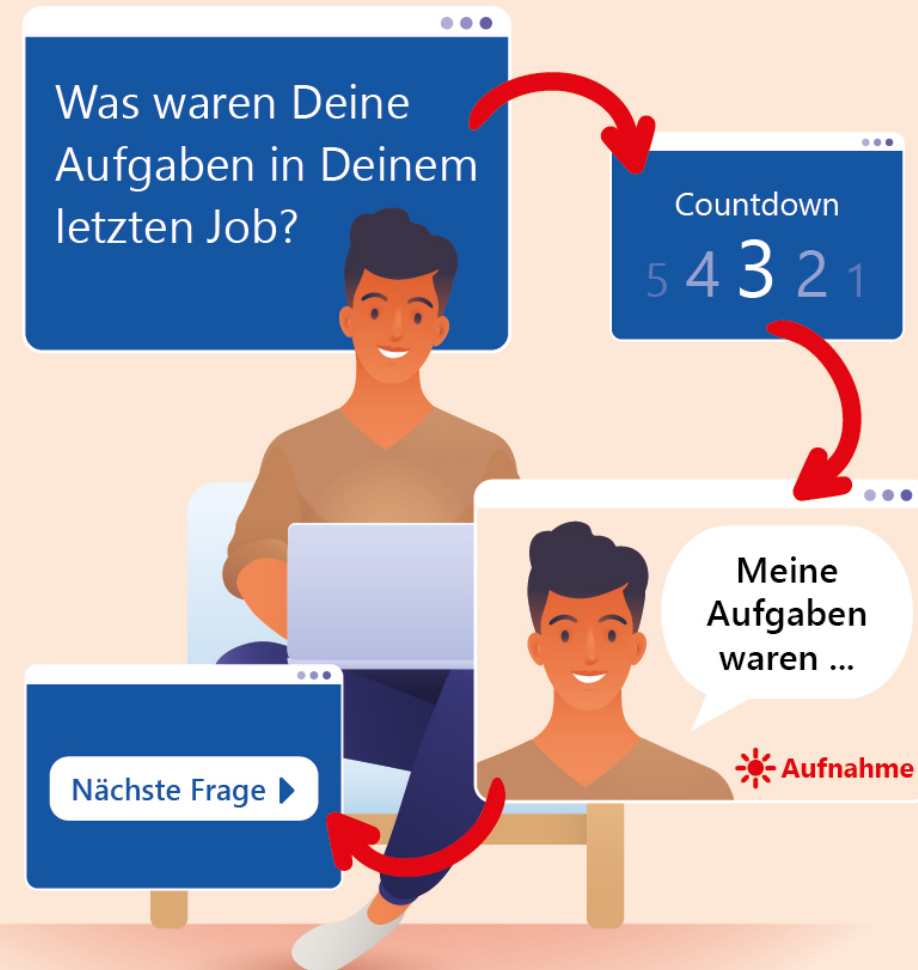 Was waren Deine
Aufgaben in Deinem
letzten Job?
Countdown
5 4 3 2 1
Meine
Aufgaben
waren ...
Aufnahme
Nächste Frage